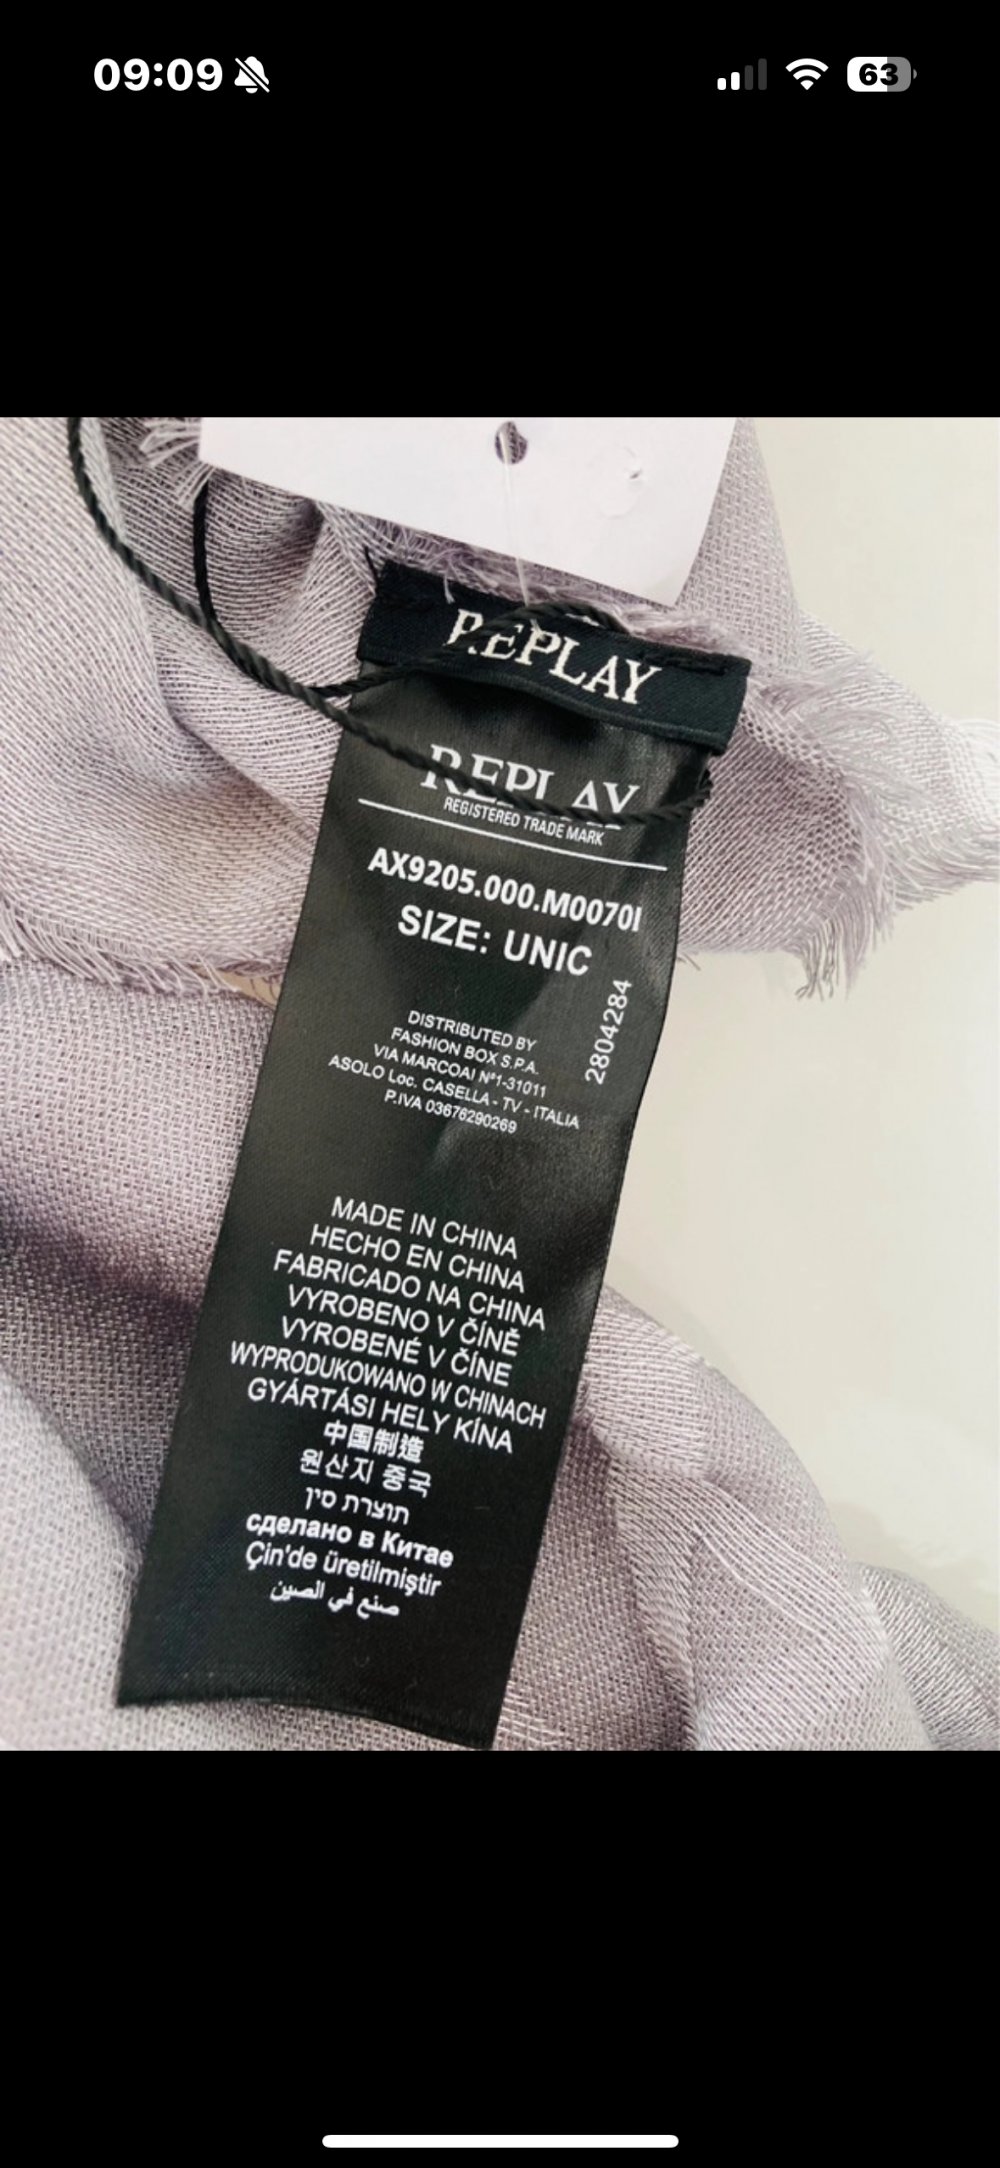 09:09
63
REPLAY
REPLAY
REGISTERED TRADE MARK
AX9205.000.M0070I
SIZE: UNIC
2804284
DISTRIBUTED BY
FASHION BOX S.P.A.
VIA MARCOAI N°1-31011
ASOLO Loc. CASELLA - TV - ITALIA
P.IVA 03676290269
MADE IN CHINA
HECHO EN CHINA
FABRICADO NA CHINA
VYROBENO V ČÍNĚ
VYROBENÉ V ČÍNE
WYPRODUKOWANO W CHINACH
GYÁRTÁSI HELY KÍNA
中国制造
원산지 중국
תוצרת סין
сделано в Китае
Çin'de üretilmiştir
صنع في الصين